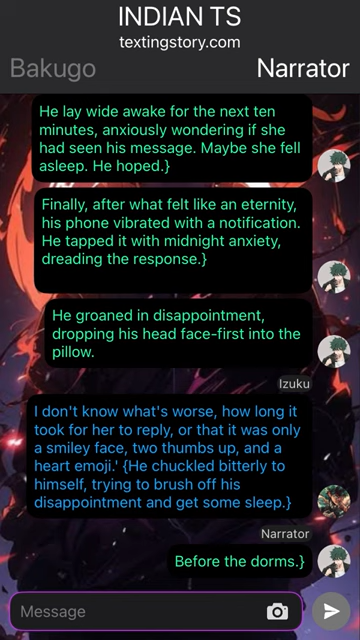 INDIAN TS
textingstory.com
Bakugo
Narrator
He lay wide awake for the next ten
minutes, anxiously wondering if she
had seen his message. Maybe she fell
asleep. He hoped.}
Finally, after what felt like an eternity,
his phone vibrated with a notification.
He tapped it with midnight anxiety,
dreading the response.}
He groaned in disappointment,
dropping his head face-first into the
pillow.
Izuku
I don't know what's worse, how long it
took for her to reply, or that it was only
a smiley face, two thumbs up, and a
heart emoji.' {He chuckled bitterly to
himself, trying to brush off his
disappointment and get some sleep.}
Narrator
Before the dorms.}
Message